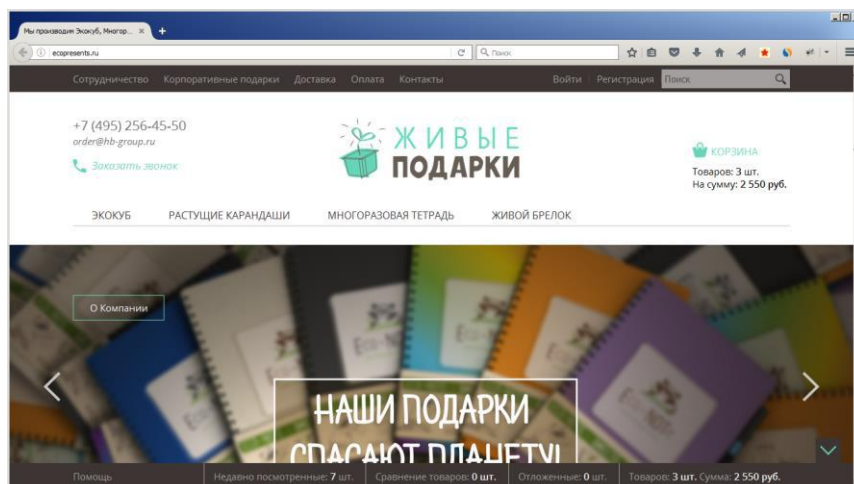 Мы производим Экокуб, Многор...
ecopresents.ru
Поиск
Сотрудничество Корпоративные подарки Доставка Оплата Контакты Войти Регистрация Поиск
+7 (495) 256-45-50
order@hb-group.ru
Заказать звонок
ЖИВЫЕ
ПОДАРКИ
КОРЗИНА
Товаров: 3 шт.
На сумму: 2 550 руб.
ЭКОКУБ РАСТУЩИЕ КАРАНДАШИ МНОГОРАЗОВАЯ ТЕТРАДЬ ЖИВОЙ БРЕЛОК
О Компании
НАШИ ПОДАРКИ
СПАСАЮТ ПЛАНЕТУ!
Помощь Недавно посмотренные: 7 шт. Сравнение товаров: 0 шт. Отложенные: 0 шт. Товаров: 3 шт. Сумма: 2 550 руб.